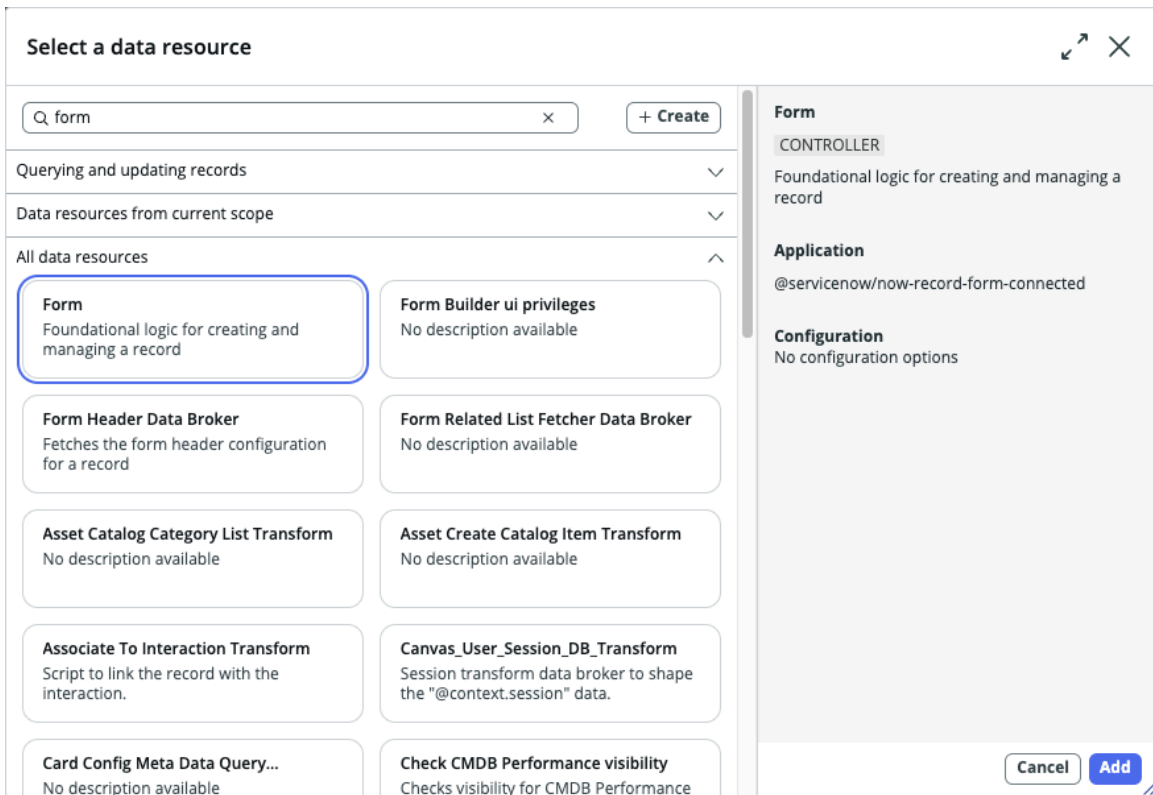 Select a data resource
form
+ Create
Querying and updating records
Data resources from current scope
All data resources
Form
Foundational logic for creating and
managing a record
Form Builder ui privileges
No description available
Form Header Data Broker
Fetches the form header configuration
for a record
Form Related List Fetcher Data Broker
No description available
Asset Catalog Category List Transform
No description available
Asset Create Catalog Item Transform
No description available
Associate To Interaction Transform
Script to link the record with the
interaction.
Canvas_User_Session_DB_Transform
Session transform data broker to shape
the "@context.session" data.
Card Config Meta Data Query...
No description available
Check CMDB Performance visibility
Checks visibility for CMDB Performance
Form
CONTROLLER
Foundational logic for creating and managing a
record
Application
@servicenow/now-record-form-connected
Configuration
No configuration options
Cancel
Add